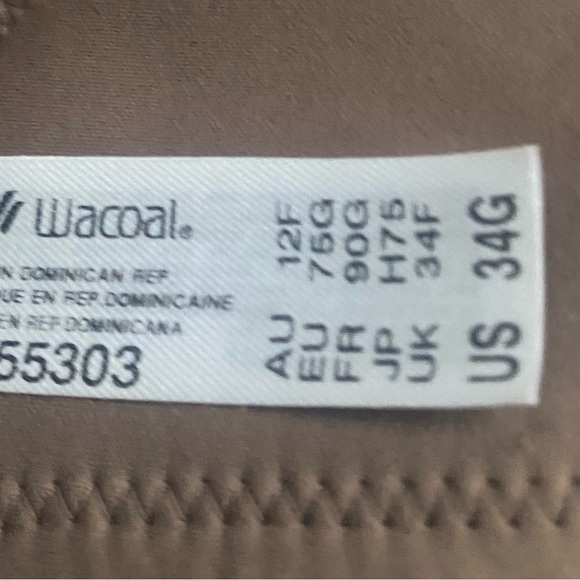 Wacoal®
N DOMINICAN REP
UE EN REP.DOMINICAINE
EN REP.DOMINICANA
55303
AU 12F
EU 75G
FR 90G
JP H75
UK 34F
US 34G